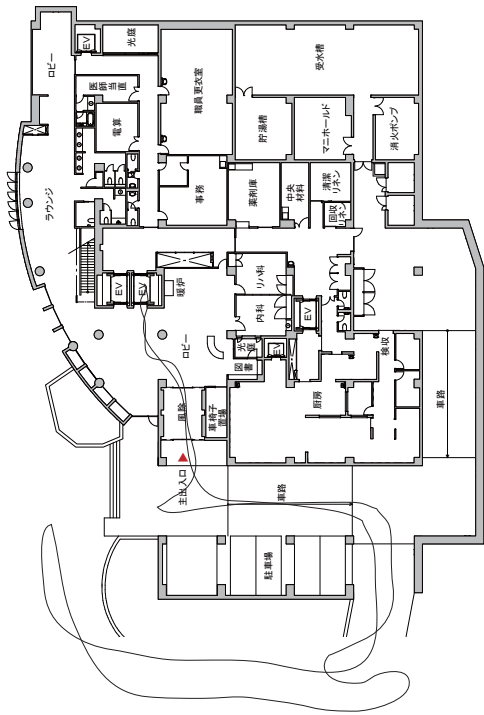 ロビー
EV
光庭
医師
当直
電算
職員更衣室
受水槽
貯湯槽
マニホールド
消火ポンプ
ラウンジ
事務
薬剤庫
中央
材料
清潔
リネン
回収
リネン
EV
EV
暖炉
リハ科
内科
EV
ロビー
光庭
EV
図書
検収
厨房
風除
車椅子
置場
主出入口
車路
車路
駐車場